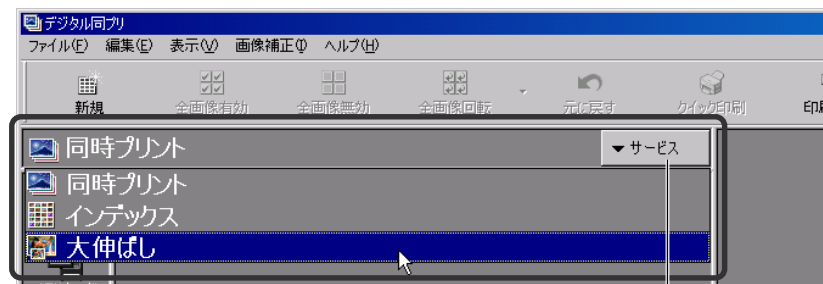 デジタル同プリ
ファイル(F) 編集(E) 表示(V) 画像補正(I) ヘルプ(H)
新規 全画像有効 全画像無効 全画像回転 元に戻す クイック印刷
同時プリント ▼サービス
同時プリント
インデックス
大伸ばし